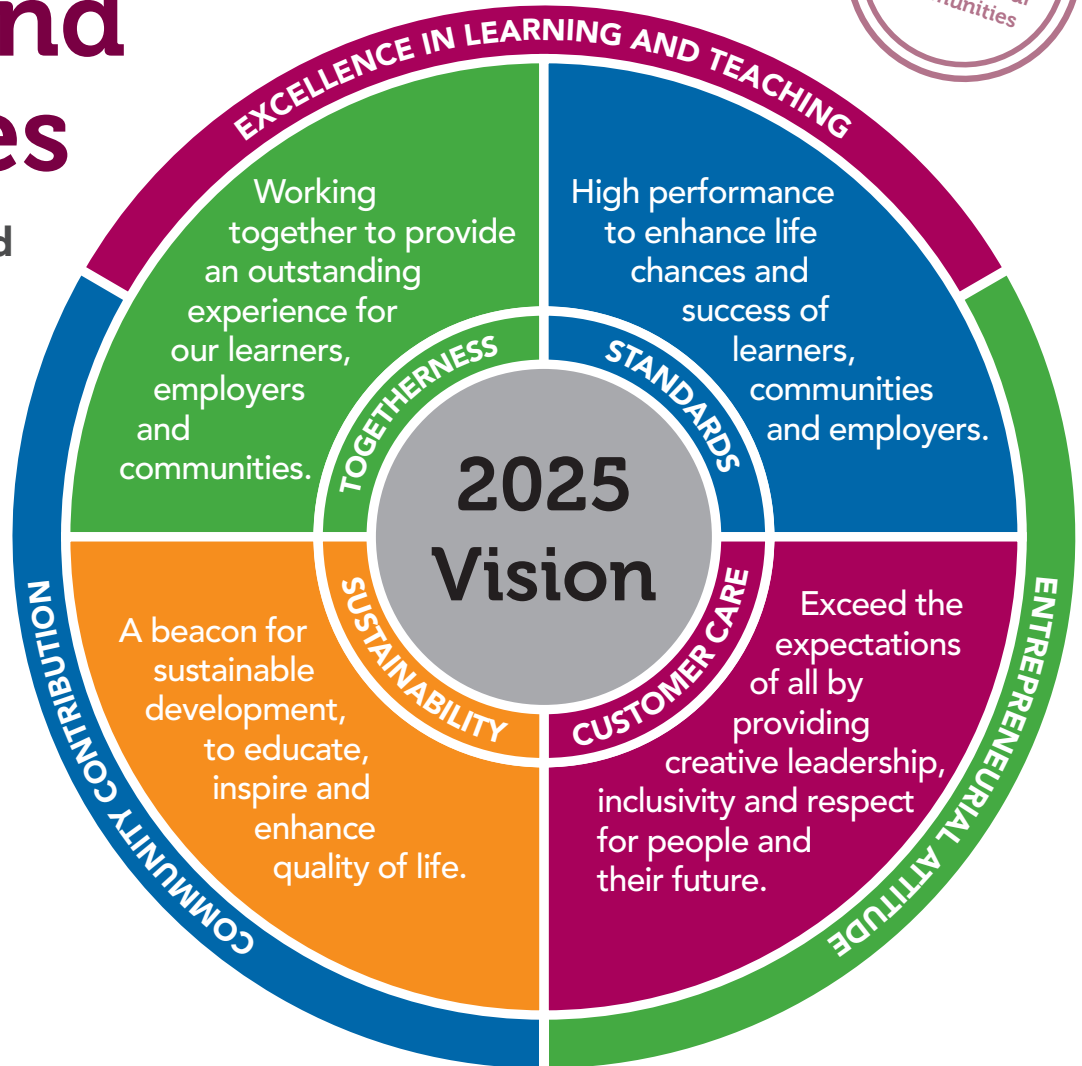 EXCELLENCE IN LEARNING AND TEACHING
Working
together to provide
an outstanding
experience for
our learners,
employers
and
communities.
TOGETHERNESS
High performance
to enhance life
chances and
success of
learners,
communities
and employers.
STANDARDS
2025
Vision
COMMUNITY CONTRIBUTION
A beacon for
sustainable
development,
to educate,
inspire and
enhance
quality of life.
SUSTAINABILITY
CUSTOMER CARE
Exceed the
expectations
of all by
providing
creative leadership,
inclusivity and respect
for people and
their future.
ENTREPRENEURIAL ATTITUDE